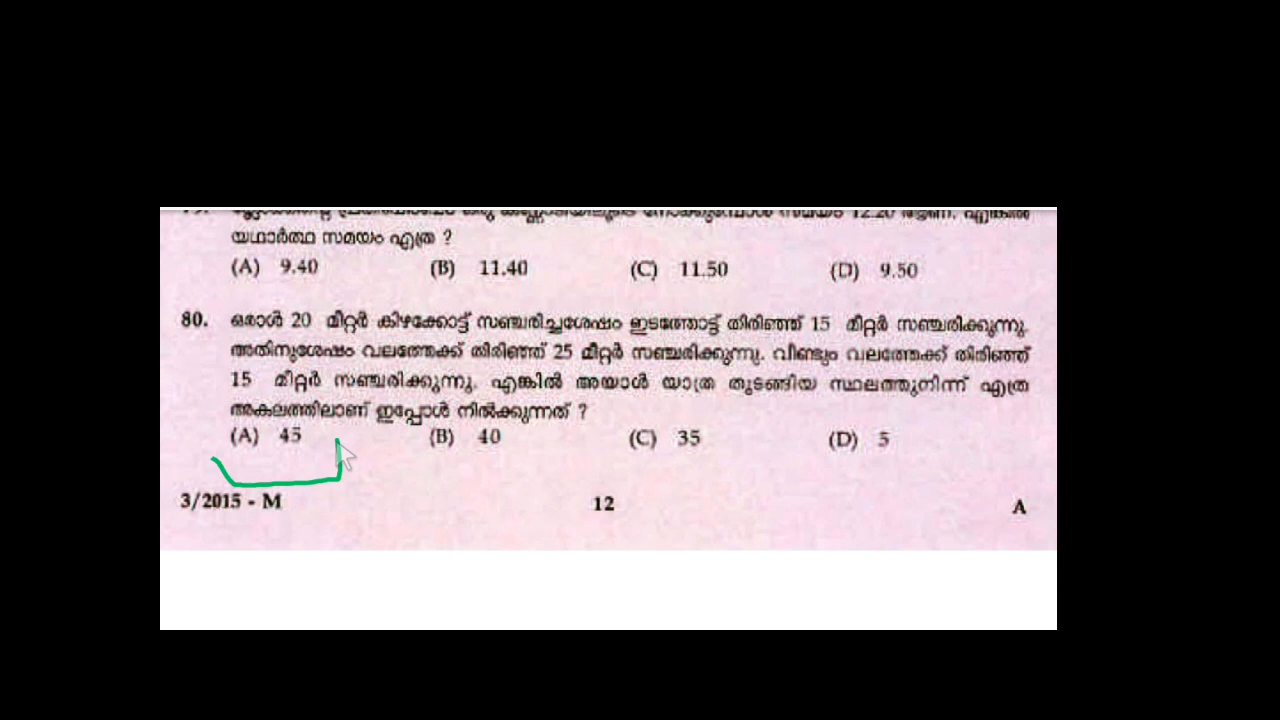 യഥാർത്ഥ സമയം എത്ര ?
(A) 9.40 (B) 11.40 (C) 11.50 (D) 9.50
80. ഒരാൾ 20 മീറ്റർ കിഴക്കോട്ട് സഞ്ചരിച്ചശേഷം ഇടത്തോട്ട് തിരിഞ്ഞ് 15 മീറ്റർ സഞ്ചരിക്കുന്നു.
അതിനുശേഷം വലത്തേക്ക് തിരിഞ്ഞ് 25 മീറ്റർ സഞ്ചരിക്കുന്നു. വീണ്ടും വലത്തേക്ക് തിരിഞ്ഞ്
15 മീറ്റർ സഞ്ചരിക്കുന്നു. എങ്കിൽ അയാൾ യാത്ര തുടങ്ങിയ സ്ഥലത്തുനിന്ന് എത്ര
അകലത്തിലാണ് ഇപ്പോൾ നിൽക്കുന്നത് ?
(A) 45 (B) 40 (C) 35 (D) 5
3/2015 - M 12 A